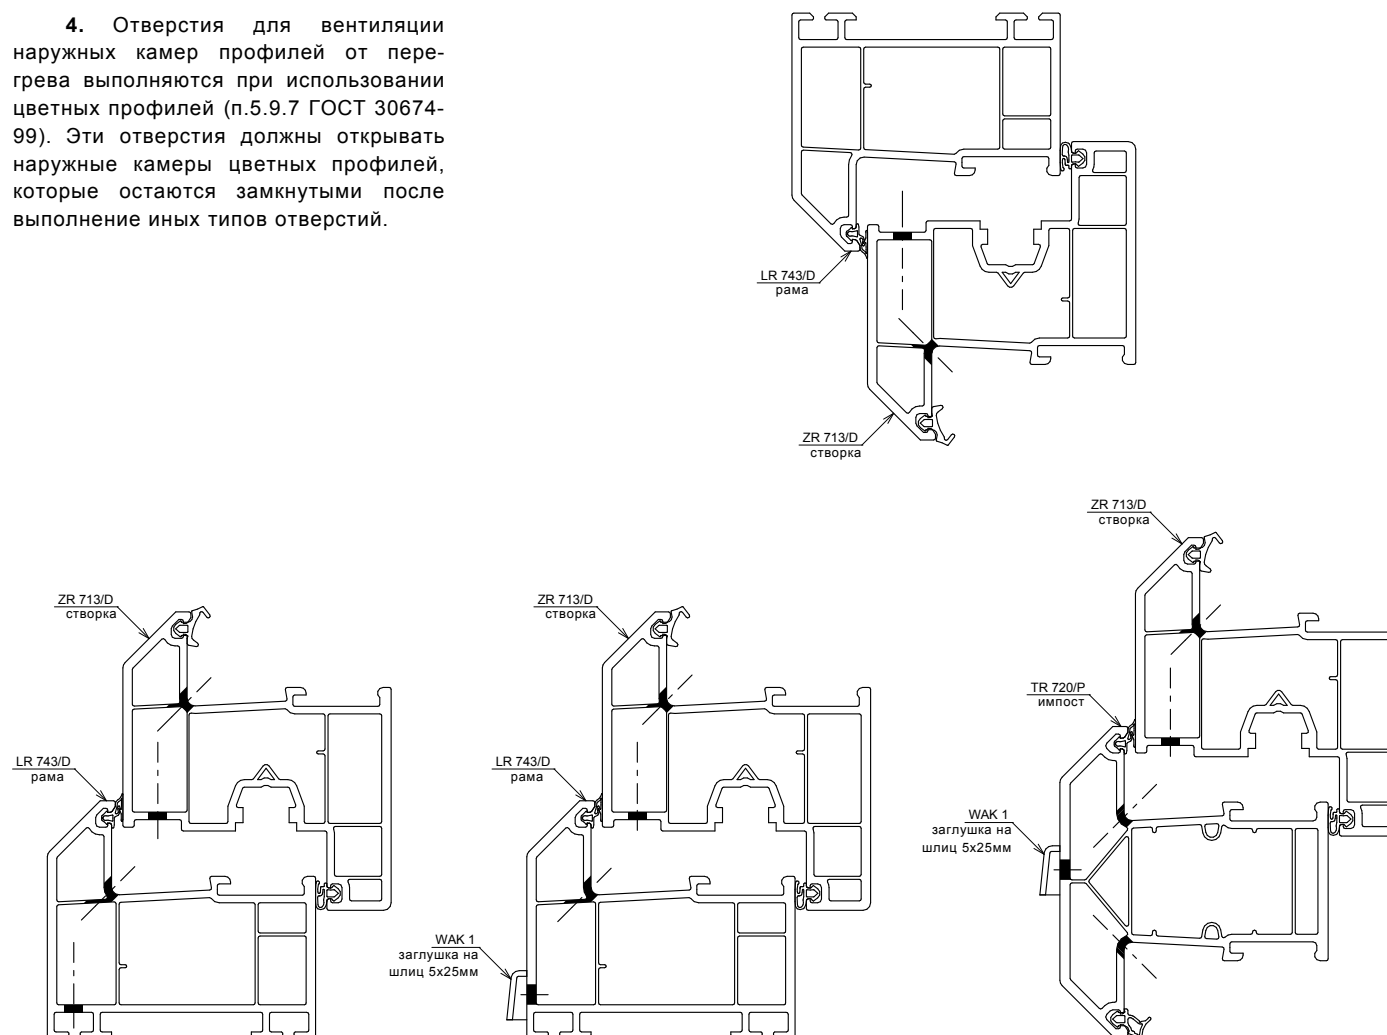 4. Отверстия для вентиляции
наружных камер профилей от пере-
грева выполняются при использовании
цветных профилей (п.5.9.7 ГОСТ 30674-
99). Эти отверстия должны открывать
наружные камеры цветных профилей,
которые остаются замкнутыми после
выполнение иных типов отверстий.
LR 743/D
рама
ZR 713/D
створка
ZR 713/D
створка
LR 743/D
рама
ZR 713/D
створка
LR 743/D
рама
WAK 1
заглушка на
шлиц 5х25мм
ZR 713/D
створка
TR 720/P
импост
WAK 1
заглушка на
шлиц 5х25мм